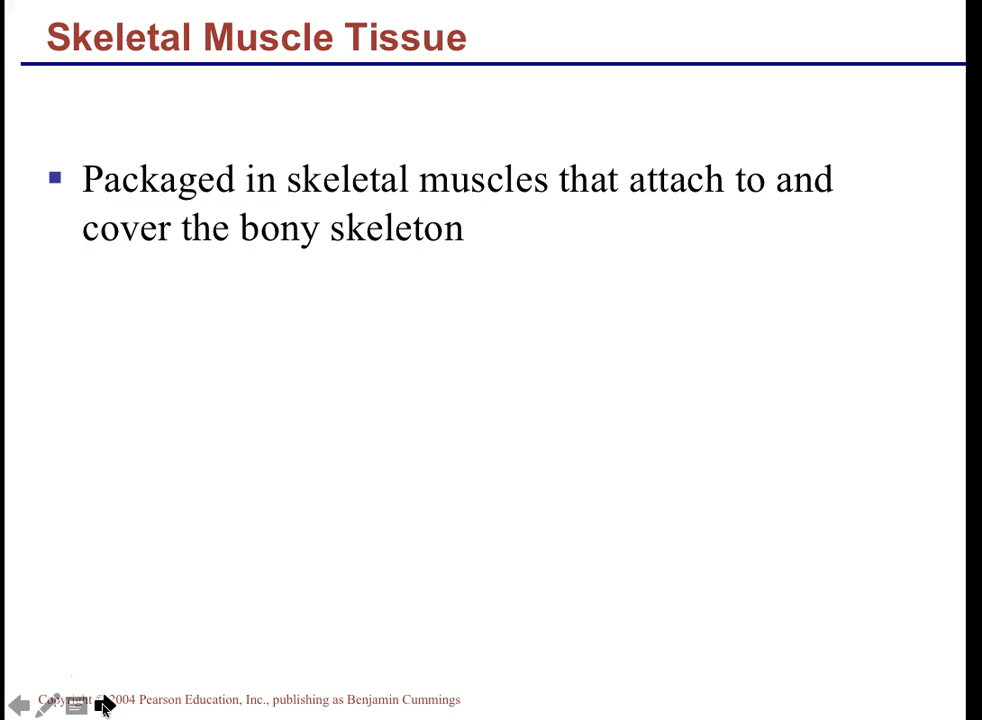 Skeletal Muscle Tissue
Packaged in skeletal muscles that attach to and
cover the bony skeleton
Copyright © 2004 Pearson Education, Inc., publishing as Benjamin Cummings